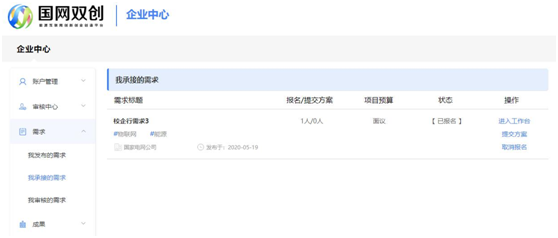 国网双创
企业中心
企业中心
账户管理
审核中心
需求
我发布的需求
我承接的需求
我审核的需求
成果
我承接的需求
需求标题 报名/提交方案 项目预算 状态 操作
校企行需求3 1人/0人 面议 【 已报名 】 进入工作台
#物联网 #能源 提交方案
国家电网公司 发布于：2020-05-19 取消报名